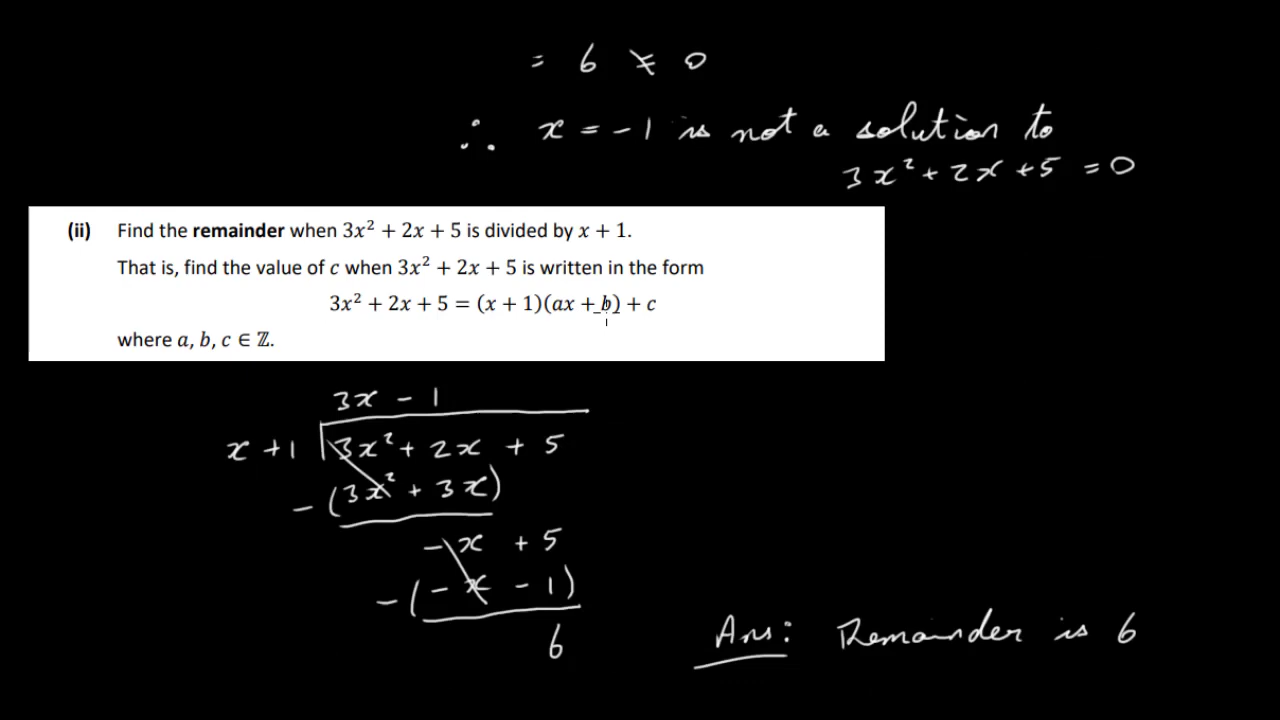 = 6 ≠ 0
∴ x = -1 is not a solution to
3x² + 2x + 5 = 0
(ii) Find the remainder when 3x² + 2x + 5 is divided by x + 1.
That is, find the value of c when 3x² + 2x + 5 is written in the form
3x² + 2x + 5 = (x + 1)(ax + b) + c
where a, b, c ∈ ℤ.
3x - 1
x + 1 3x² + 2x + 5
- (3x² + 3x)
- x + 5
- (- x - 1)
6
Ans: Remainder is 6